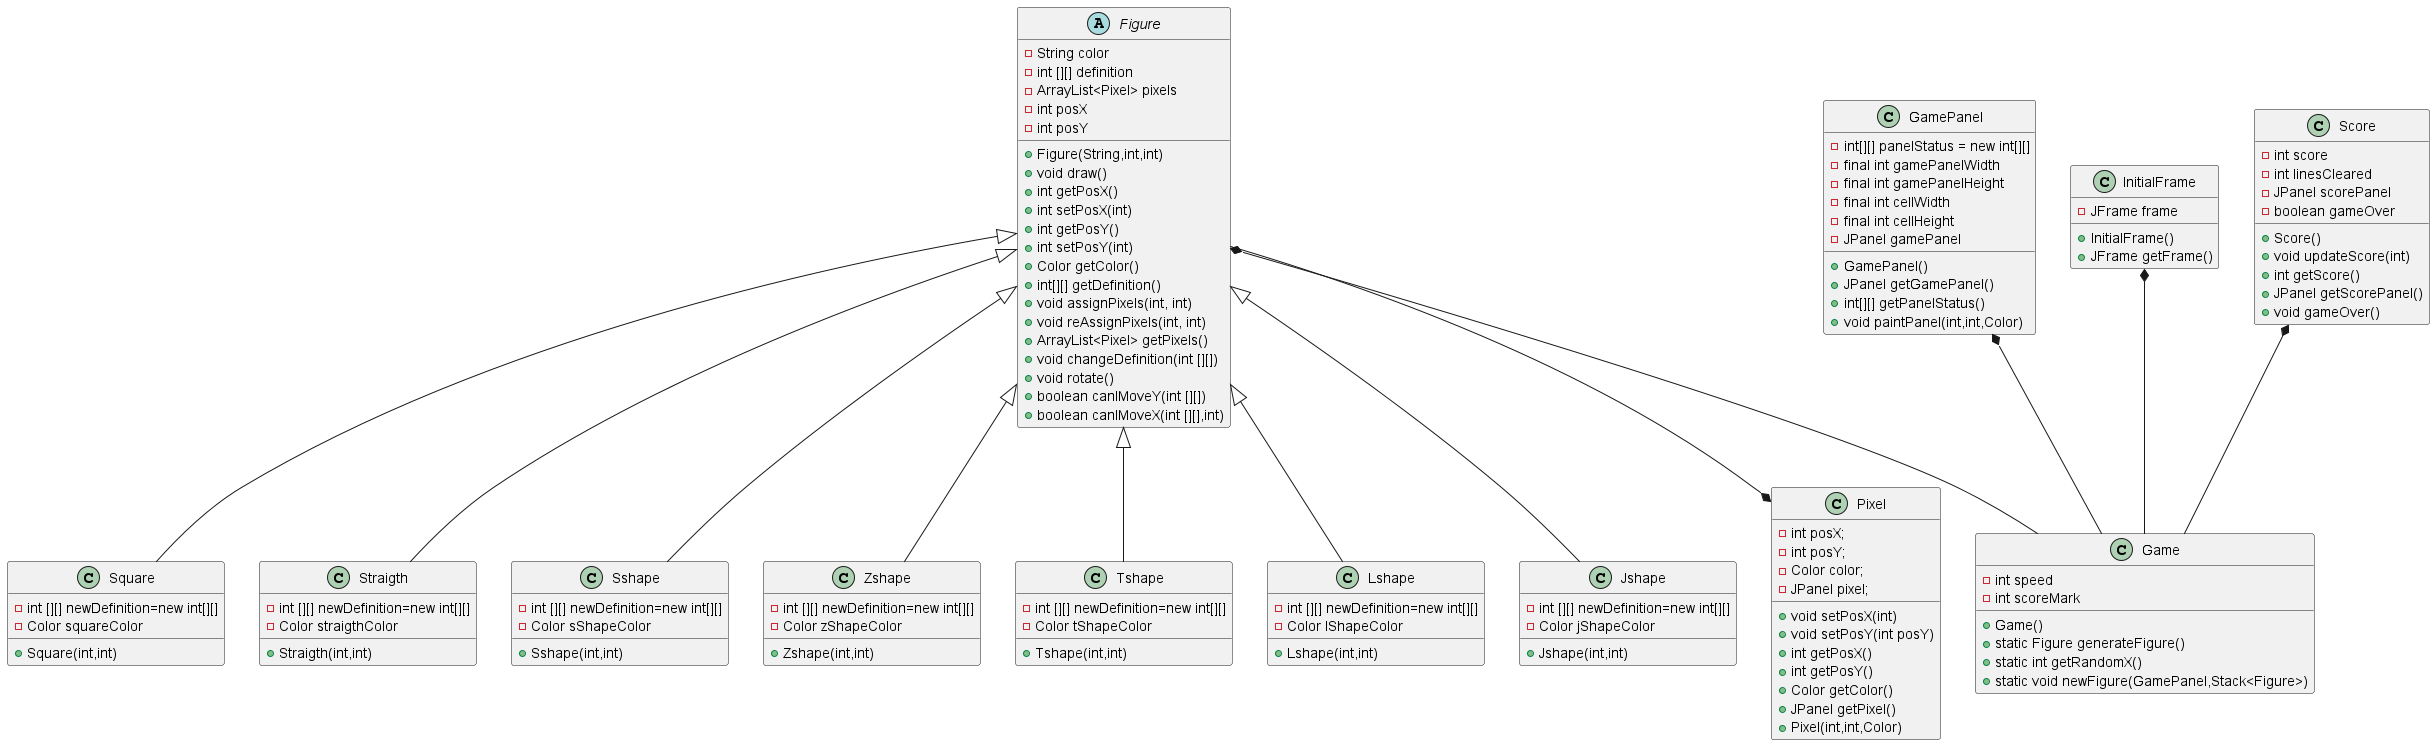 A Figure
String color
int [][] definition
ArrayList<Pixel> pixels
int posX
int posY
Figure(String,int,int)
void draw()
int getPosX()
int setPosX(int)
int getPosY()
int setPosY(int)
Color getColor()
int[][] getDefinition()
void assignPixels(int, int)
void reAssignPixels(int, int)
ArrayList<Pixel> getPixels()
void changeDefinition(int [][])
void rotate()
boolean canIMoveY(int [][])
boolean canIMoveX(int [][],int)
C GamePanel
int[][] panelStatus = new int[][]
final int gamePanelWidth
final int gamePanelHeight
final int cellWidth
final int cellHeight
JPanel gamePanel
GamePanel()
JPanel getGamePanel()
int[][] getPanelStatus()
void paintPanel(int,int,Color)
C InitialFrame
JFrame frame
InitialFrame()
JFrame getFrame()
C Score
int score
int linesCleared
JPanel scorePanel
boolean gameOver
Score()
void updateScore(int)
int getScore()
JPanel getScorePanel()
void gameOver()
C Square
int [][] newDefinition=new int[][]
Color squareColor
Square(int,int)
C Straigth
int [][] newDefinition=new int[][]
Color straigthColor
Straigth(int,int)
C Sshape
int [][] newDefinition=new int[][]
Color sShapeColor
Sshape(int,int)
C Zshape
int [][] newDefinition=new int[][]
Color zShapeColor
Zshape(int,int)
C Tshape
int [][] newDefinition=new int[][]
Color tShapeColor
Tshape(int,int)
C Lshape
int [][] newDefinition=new int[][]
Color lShapeColor
Lshape(int,int)
C Jshape
int [][] newDefinition=new int[][]
Color jShapeColor
Jshape(int,int)
C Pixel
int posX;
int posY;
Color color;
JPanel pixel;
void setPosX(int)
void setPosY(int posY)
int getPosX()
int getPosY()
Color getColor()
JPanel getPixel()
Pixel(int,int,Color)
C Game
int speed
int scoreMark
Game()
static Figure generateFigure()
static int getRandomX()
static void newFigure(GamePanel,Stack<Figure>)